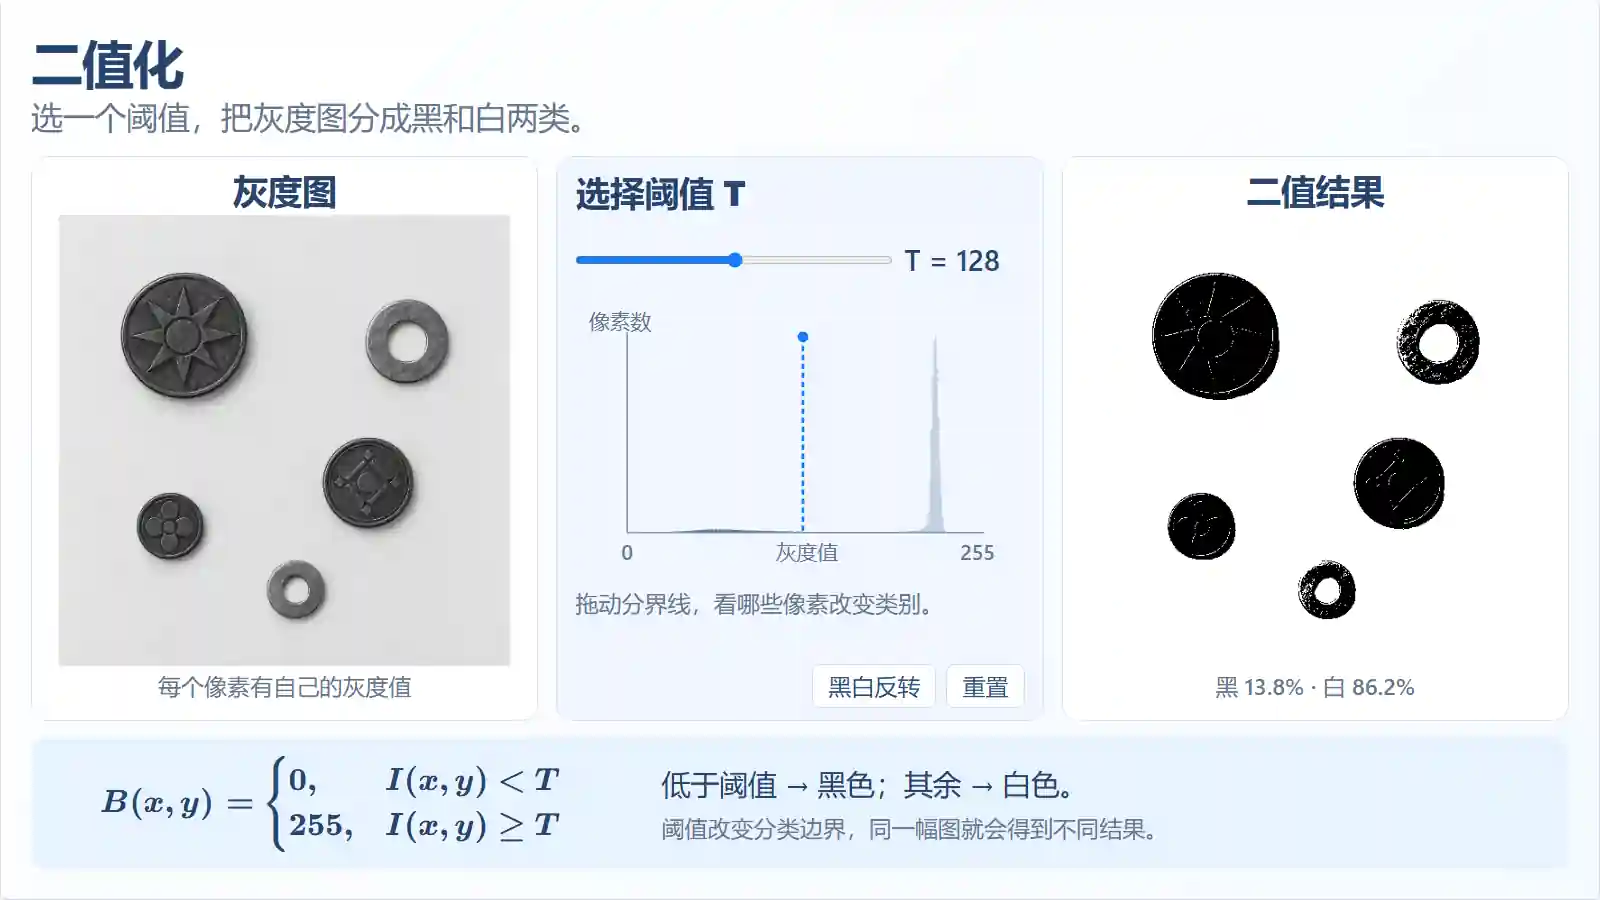 二值化
选一个阈值，把灰度图分成黑和白两类。
灰度图
每个像素有自己的灰度值
选择阈值 T
T = 128
像素数
0
灰度值
255
拖动分界线，看哪些像素改变类别。
黑白反转
重置
二值结果
黑 13.8% · 白 86.2%
B(x, y) = { 0, I(x, y) < T
255, I(x, y) ≥ T
低于阈值 → 黑色；其余 → 白色。
阈值改变分类边界，同一幅图就会得到不同结果。